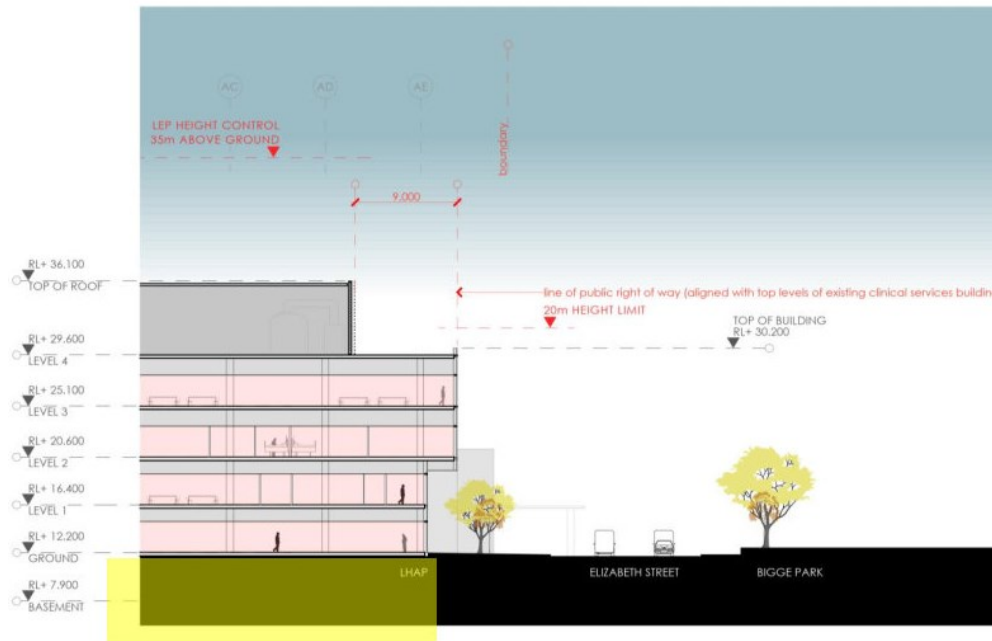 AC
AD
AE
LEP HEIGHT CONTROL
35m ABOVE GROUND
boundary
9,000
RL+ 36.100
TOP OF ROOF
line of public right of way (aligned with top levels of existing clinical services buildin
20m HEIGHT LIMIT
TOP OF BUILDING
RL+ 30.200
RL+ 29.600
LEVEL 4
RL+ 25.100
LEVEL 3
RL+ 20.600
LEVEL 2
RL+ 16.400
LEVEL 1
RL+ 12.200
GROUND
LHAP
ELIZABETH STREET
BIGGE PARK
RL+ 7.900
BASEMENT